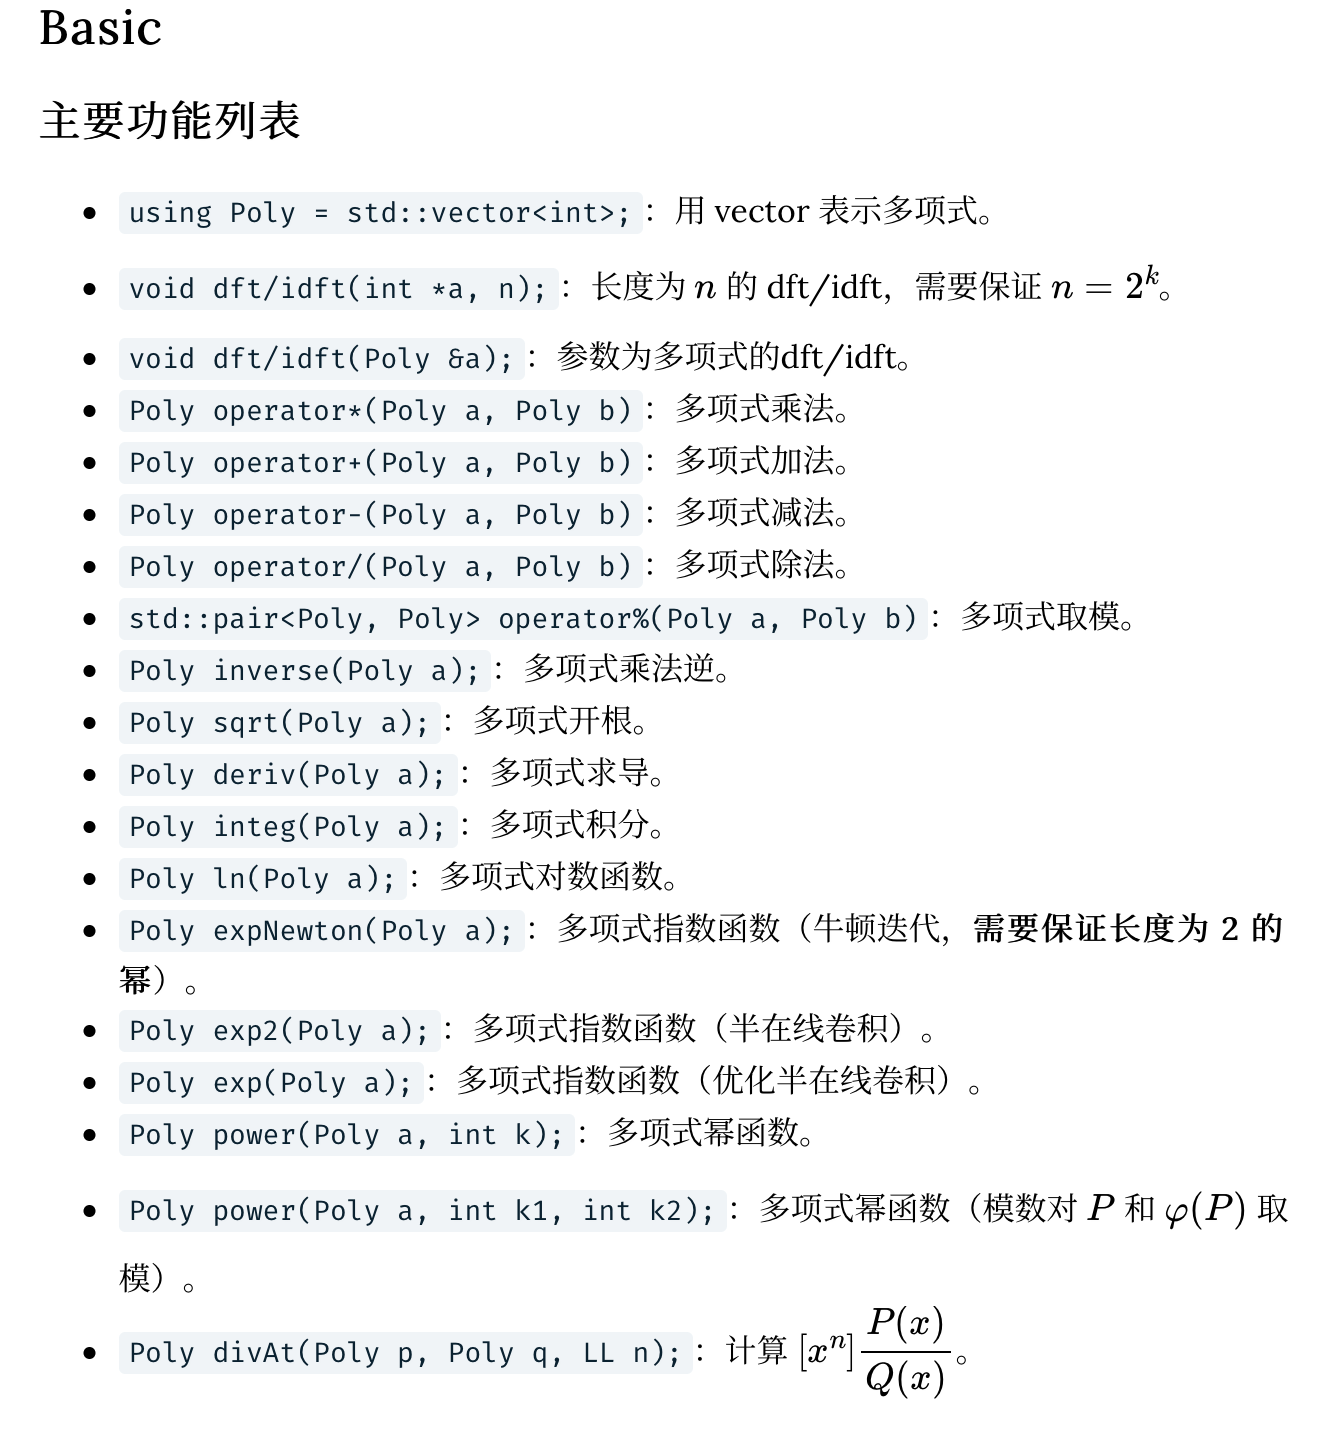 Basic
主要功能列表
using Poly = std::vector<int>; ：用 vector 表示多项式。
void dft/idft(int *a, n); ：长度为 n 的 dft/idft，需要保证 n = 2^k。
void dft/idft(Poly &a); ：参数为多项式的dft/idft。
Poly operator*(Poly a, Poly b) ：多项式乘法。
Poly operator+(Poly a, Poly b) ：多项式加法。
Poly operator-(Poly a, Poly b) ：多项式减法。
Poly operator/(Poly a, Poly b) ：多项式除法。
std::pair<Poly, Poly> operator%(Poly a, Poly b) ：多项式取模。
Poly inverse(Poly a); ：多项式乘法逆。
Poly sqrt(Poly a); ：多项式开根。
Poly deriv(Poly a); ：多项式求导。
Poly integ(Poly a); ：多项式积分。
Poly ln(Poly a); ：多项式对数函数。
Poly expNewton(Poly a); ：多项式指数函数（牛顿迭代，需要保证长度为 2 的
幂）。
Poly exp2(Poly a); ：多项式指数函数（半在线卷积）。
Poly exp(Poly a); ：多项式指数函数（优化半在线卷积）。
Poly power(Poly a, int k); ：多项式幂函数。
Poly power(Poly a, int k1, int k2); ：多项式幂函数（模数对 P 和 φ(P) 取
模）。
Poly divAt(Poly p, Poly q, LL n); ：计算 [x^n] P(x)/Q(x)。